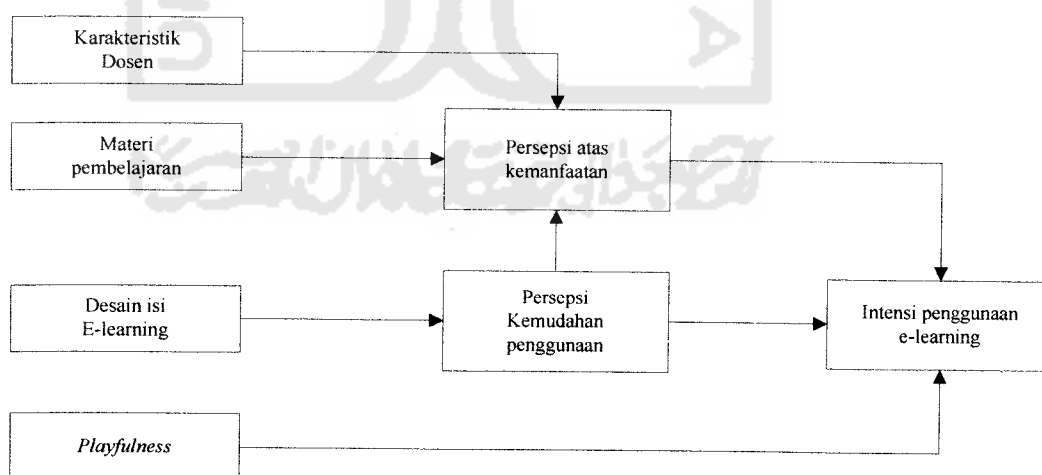 Karakteristik
Dosen
Materi
pembelajaran
Persepsi atas
kemanfaatan
Desain isi
E-learning
Persepsi
Kemudahan
penggunaan
Intensi penggunaan
e-learning
Playfulness